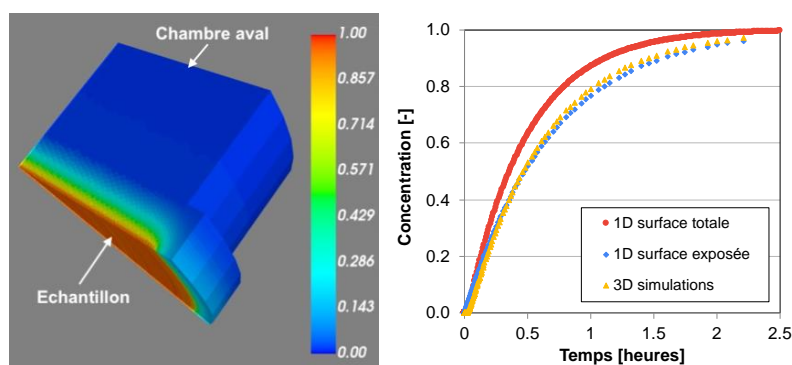 Chambre aval
Echantillon
1.00
0.857
0.714
0.571
0.429
0.286
0.143
0.00
Concentration [-]
1.0
0.8
0.6
0.4
0.2
0.0
1D surface totale
1D surface exposée
3D simulations
0 0.5 1 1.5 2 2.5
Temps [heures]